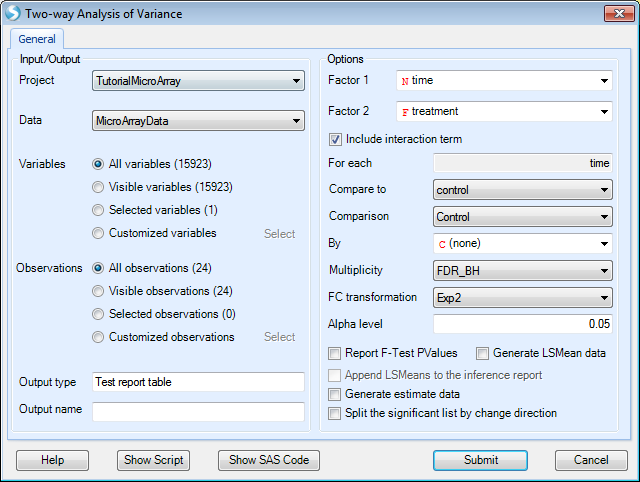 Two-way Analysis of Variance
General
Input/Output
Project TutorialMicroArray
Data MicroArrayData
Variables All variables (15923)
Visible variables (15923)
Selected variables (1)
Customized variables Select
Observations All observations (24)
Visible observations (24)
Selected observations (0)
Customized observations Select
Output type Test report table
Output name
Options
Factor 1 N time
Factor 2 F treatment
Include interaction term
For each time
Compare to control
Comparison Control
By C (none)
Multiplicity FDR_BH
FC transformation Exp2
Alpha level 0.05
Report F-Test PValues Generate LSMean data
Append LSMeans to the inference report
Generate estimate data
Split the significant list by change direction
Help Show Script Show SAS Code Submit Cancel